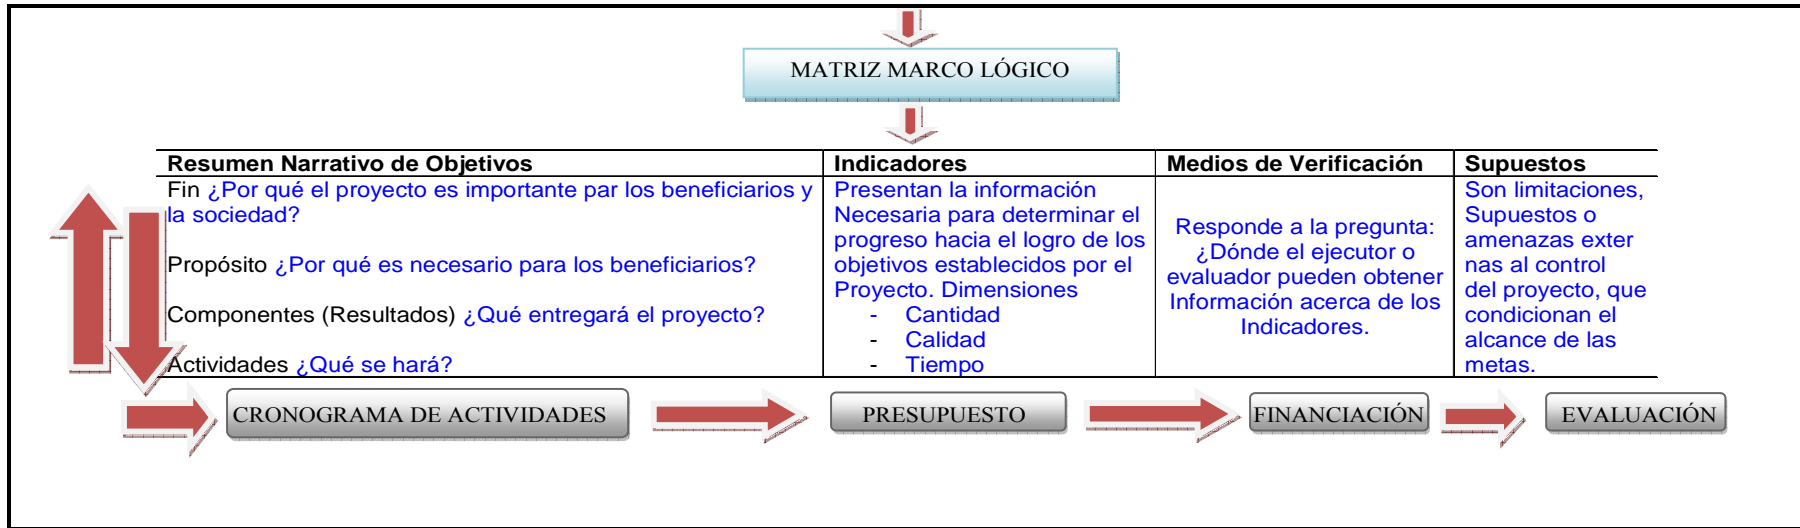 MATRIZ MARCO LÓGICO
Resumen Narrativo de Objetivos
Fin ¿Por qué el proyecto es importante par los beneficiarios y
la sociedad?
Propósito ¿Por qué es necesario para los beneficiarios?
Componentes (Resultados) ¿Qué entregará el proyecto?
Actividades ¿Qué se hará?
Indicadores
Presentan la información
Necesaria para determinar el
progreso hacia el logro de los
objetivos establecidos por el
Proyecto. Dimensiones
- Cantidad
- Calidad
- Tiempo
Medios de Verificación
Responde a la pregunta:
¿Dónde el ejecutor o
evaluador pueden obtener
Información acerca de los
Indicadores.
Supuestos
Son limitaciones,
Supuestos o
amenazas exter
nas al control
del proyecto, que
condicionan el
alcance de las
metas.
CRONOGRAMA DE ACTIVIDADES
PRESUPUESTO
FINANCIACIÓN
EVALUACIÓN